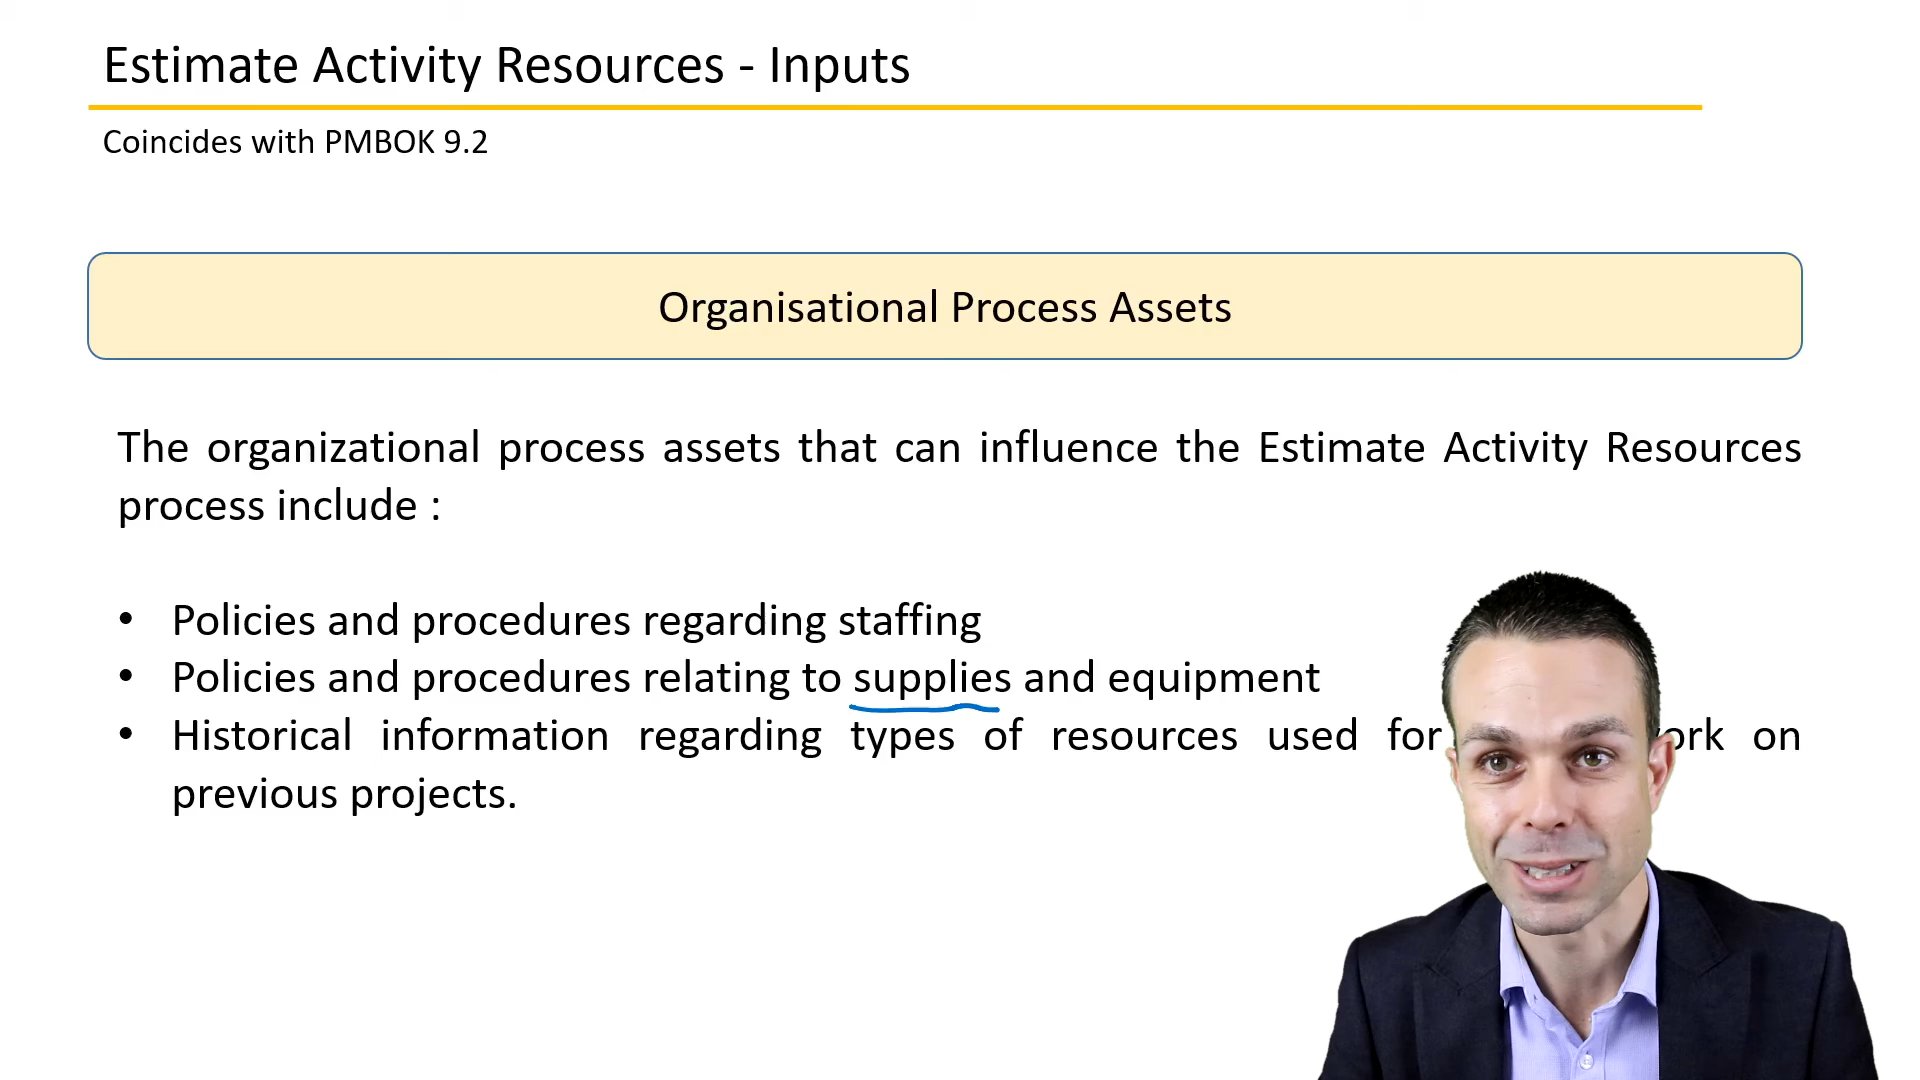 Estimate Activity Resources - Inputs
Coincides with PMBOK 9.2
Organisational Process Assets
The organizational process assets that can influence the Estimate Activity Resources
process include :
• Policies and procedures regarding staffing
• Policies and procedures relating to supplies and equipment
• Historical information regarding types of resources used for on
previous projects.